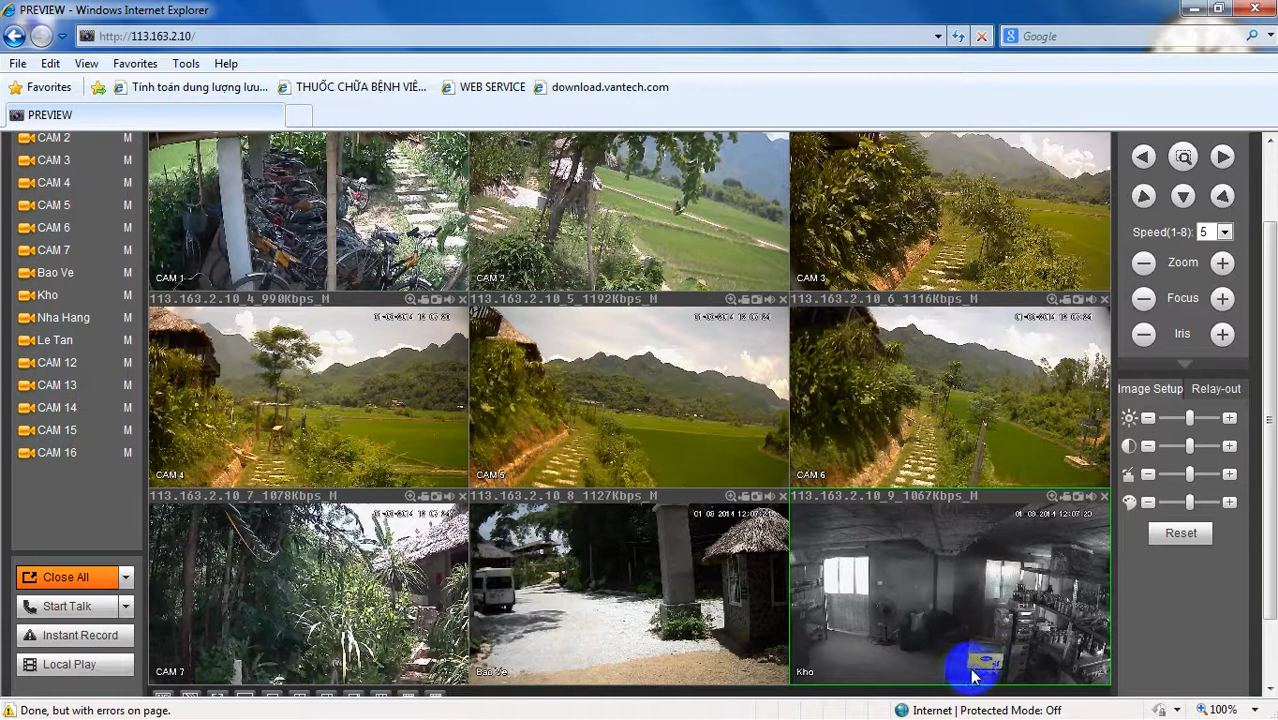 PREVIEW - Windows Internet Explorer
http://113.163.2.10/
Google
File Edit View Favorites Tools Help
Favorites
Tính toán dung lượng lưu...
THUỐC CHỮA BỆNH VIÊ...
WEB SERVICE
download.vantech.com
PREVIEW
CAM 2 M
CAM 3 M
CAM 4 M
CAM 5 M
CAM 6 M
CAM 7 M
Bao Ve M
Kho M
Nha Hang M
Le Tan M
CAM 12 M
CAM 13 M
CAM 14 M
CAM 15 M
CAM 16 M
Close All
Start Talk
Instant Record
Local Play
CAM 1
CAM 2
CAM 3
113.163.2.10_4_990Kbps_M
113.163.2.10_5_1192Kbps_M
113.163.2.10_6_1116Kbps_M
CAM 4
CAM 5
CAM 6
113.163.2.10_7_1078Kbps_M
113.163.2.10_8_1127Kbps_M
113.163.2.10_9_1067Kbps_M
01-08-2014 12:07:20
CAM 7
Bao Ve
Kho
Speed(1-8): 5
Zoom
Focus
Iris
Image Setup
Relay-out
Reset
Done, but with errors on page.
Internet | Protected Mode: Off
100%